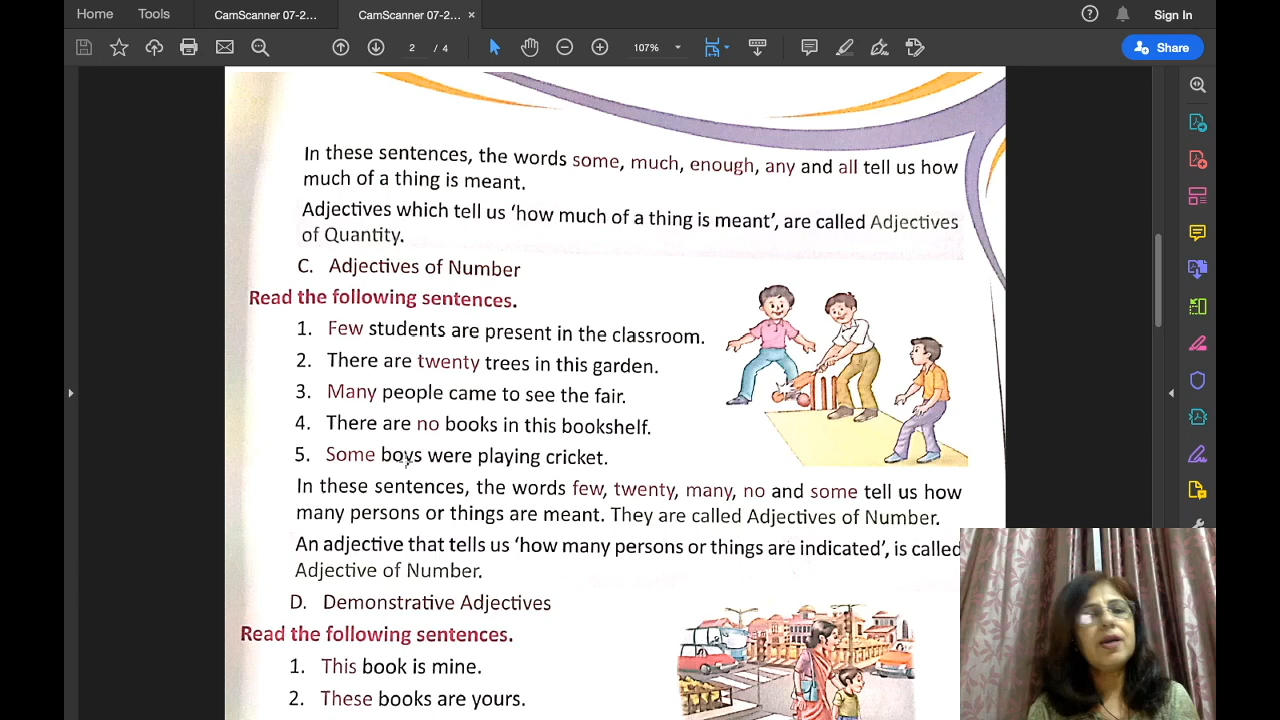 Home
Tools
CamScanner 07-2...
CamScanner 07-2... ×
Sign In
2 / 4
107%
Share
In these sentences, the words some, much, enough, any and all tell us how
much of a thing is meant.
Adjectives which tell us 'how much of a thing is meant', are called Adjectives
of Quantity.
C. Adjectives of Number
Read the following sentences.
1. Few students are present in the classroom.
2. There are twenty trees in this garden.
3. Many people came to see the fair.
4. There are no books in this bookshelf.
5. Some boys were playing cricket.
In these sentences, the words few, twenty, many, no and some tell us how
many persons or things are meant. They are called Adjectives of Number.
An adjective that tells us 'how many persons or things are indicated', is called
Adjective of Number.
D. Demonstrative Adjectives
Read the following sentences.
1. This book is mine.
2. These books are yours.